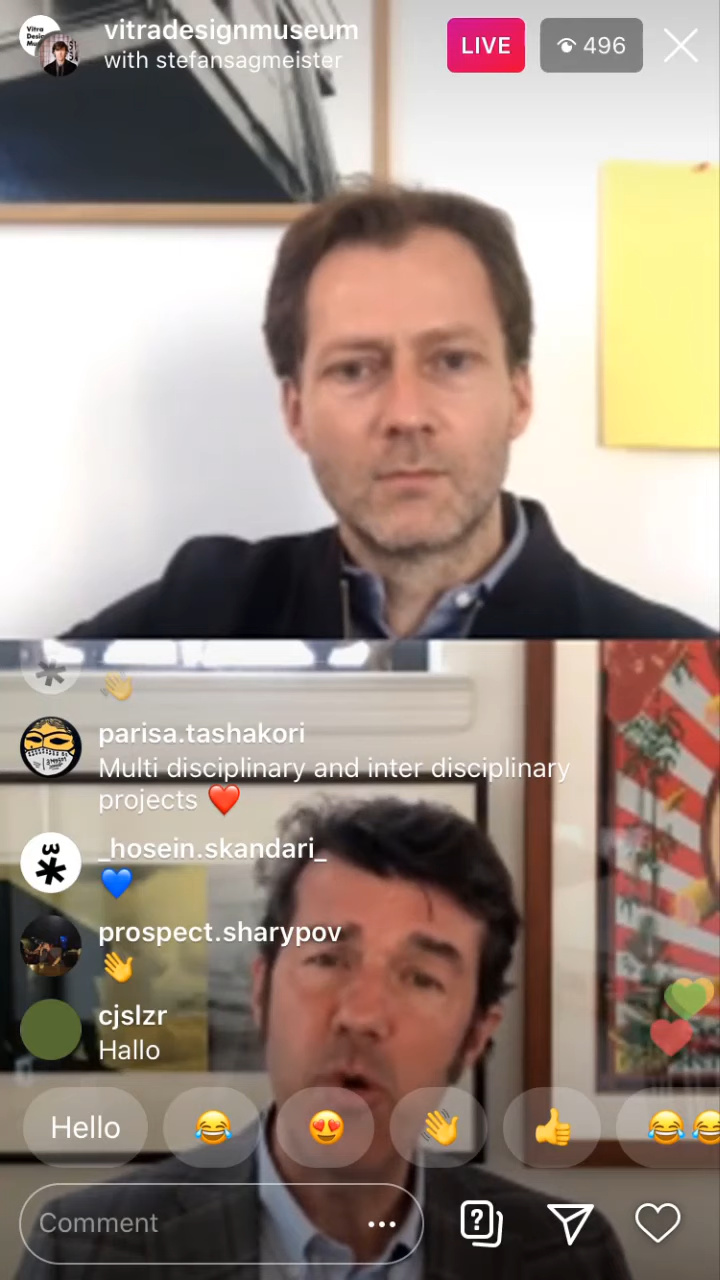 vitradesignmuseum
with stefansagmeister
LIVE
496
Vitra
parisa.tashakori
Multi disciplinary and inter disciplinary
projects ❤️
_hosein.skandari_
💙
prospect.sharypov
👋
cjslzr
Hallo
Hello 😂 😍 👋 👍 😂😂
Comment
?